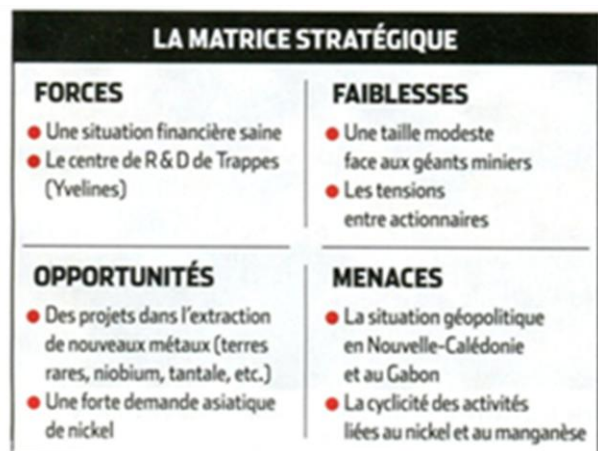 LA MATRICE STRATÉGIQUE
FORCES
Une situation financière saine
Le centre de R & D de Trappes
(Yvelines)
FAIBLESSES
Une taille modeste
face aux géants miniers
Les tensions
entre actionnaires
OPPORTUNITÉS
Des projets dans l'extraction
de nouveaux métaux (terres
rares, niobium, tantale, etc.)
Une forte demande asiatique
de nickel
MENACES
La situation géopolitique
en Nouvelle-Calédonie
et au Gabon
La cyclicité des activités
liées au nickel et au manganèse